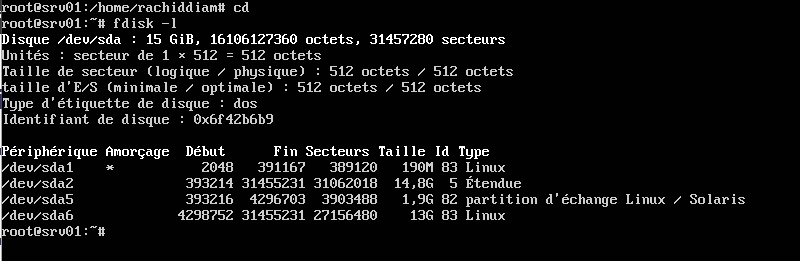 root@srv01:/home/rachiddiam# cd
root@srv01:~# fdisk -l
Disque /dev/sda : 15 GiB, 16106127360 octets, 31457280 secteurs
Unités : secteur de 1 × 512 = 512 octets
Taille de secteur (logique / physique) : 512 octets / 512 octets
taille d'E/S (minimale / optimale) : 512 octets / 512 octets
Type d'étiquette de disque : dos
Identifiant de disque : 0x6f42b6b9
Périphérique Amorçage Début Fin Secteurs Taille Id Type
/dev/sda1 * 2048 391167 389120 190M 83 Linux
/dev/sda2 393214 31455231 31062018 14,8G 5 Étendue
/dev/sda5 393216 4296703 3903488 1,9G 82 partition d'échange Linux / Solaris
/dev/sda6 4298752 31455231 27156480 13G 83 Linux
root@srv01:~#